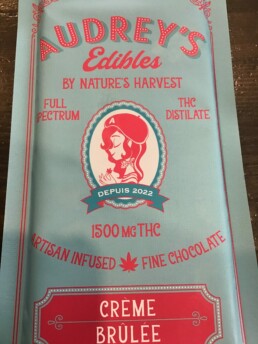 AUDREY'S
Edibles
BY NATURE'S HARVEST
FULL
PECTRUM
THC
DISTILATE
DEPUIS 2022
1500 MG THC
ARTISAN INFUSED FINE CHOCOLATE
CRÈME
BRÛLÉE